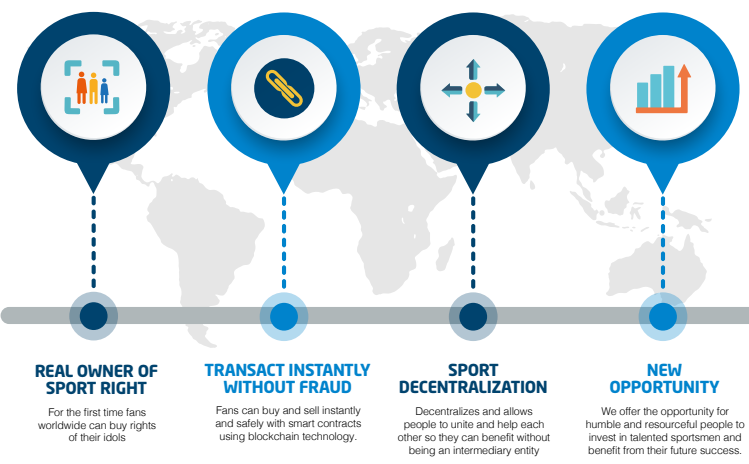 REAL OWNER OF
SPORT RIGHT
For the first time fans
worldwide can buy rights
of their idols
TRANSACT INSTANTLY
WITHOUT FRAUD
Fans can buy and sell instantly
and safely with smart contracts
using blockchain technology.
SPORT
DECENTRALIZATION
Decentralizes and allows
people to unite and help each
other so they can benefit without
being an intermediary entity
NEW
OPPORTUNITY
We offer the opportunity for
humble and resourceful people to
invest in talented sportsmen and
benefit from their future success.